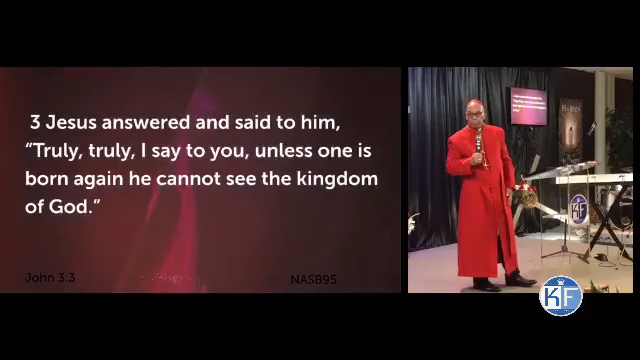 3 Jesus answered and said to him,
“Truly, truly, I say to you, unless one is
born again he cannot see the kingdom
of God.”
John 3:3
NASB95
KF
KF